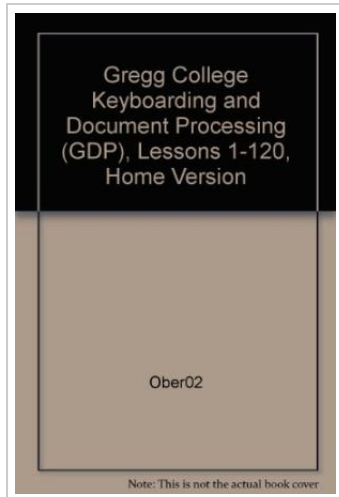 Gregg College
Keyboarding and
Document Processing
(GDP), Lessons 1-120,
Home Version
Ober02
Note: This is not the actual book cover